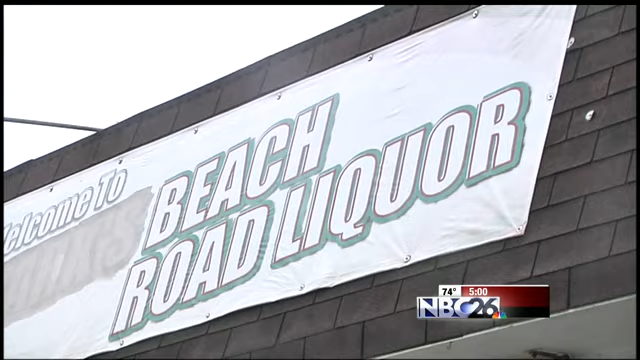 Welcome To
BEACH
ROAD LIQUOR
74° 5:00
NBC26